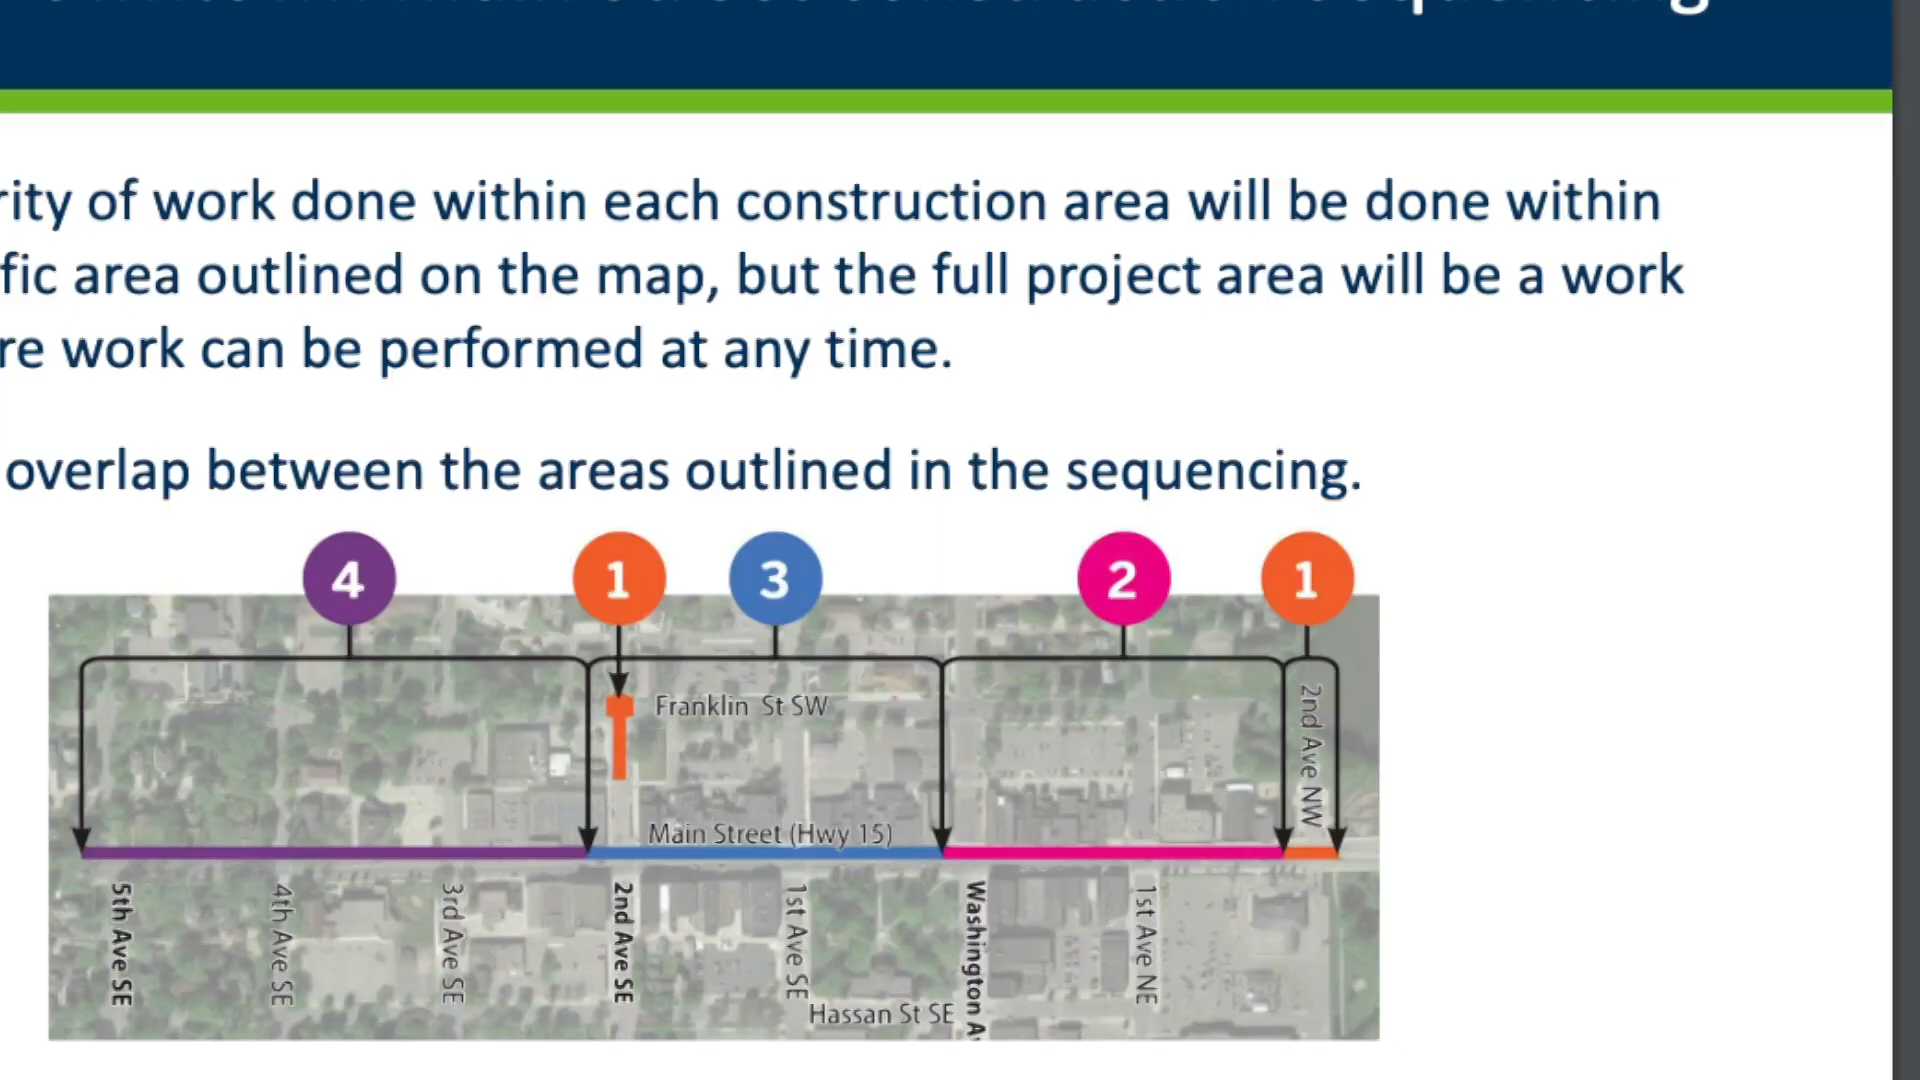 sequencing
of work done within each construction area will be done within
area outlined on the map, but the full project area will be a work
work can be performed at any time.
overlap between the areas outlined in the sequencing.
4 1 3 2 1
Franklin St SW
2nd Ave NW
Main Street (Hwy 15)
5th Ave SE
4th Ave SE
3rd Ave SE
2nd Ave SE
1st Ave SE
Washington
1st Ave NE
Hassan St SE